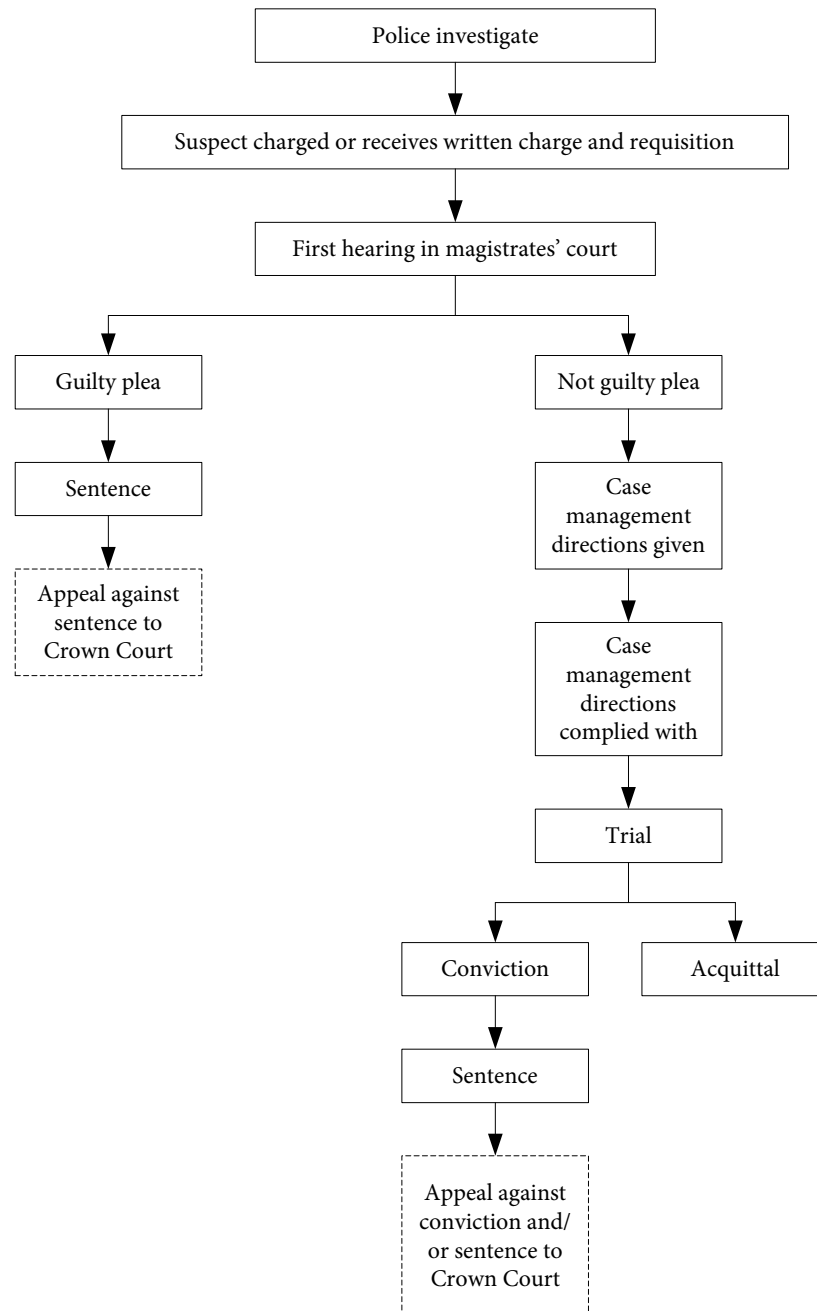 Police investigate
Suspect charged or receives written charge and requisition
First hearing in magistrates’ court
Guilty plea
Not guilty plea
Sentence
Case
management
directions given
Appeal against
sentence to
Crown Court
Case
management
directions
complied with
Trial
Conviction
Acquittal
Sentence
Appeal against
conviction and/
or sentence to
Crown Court